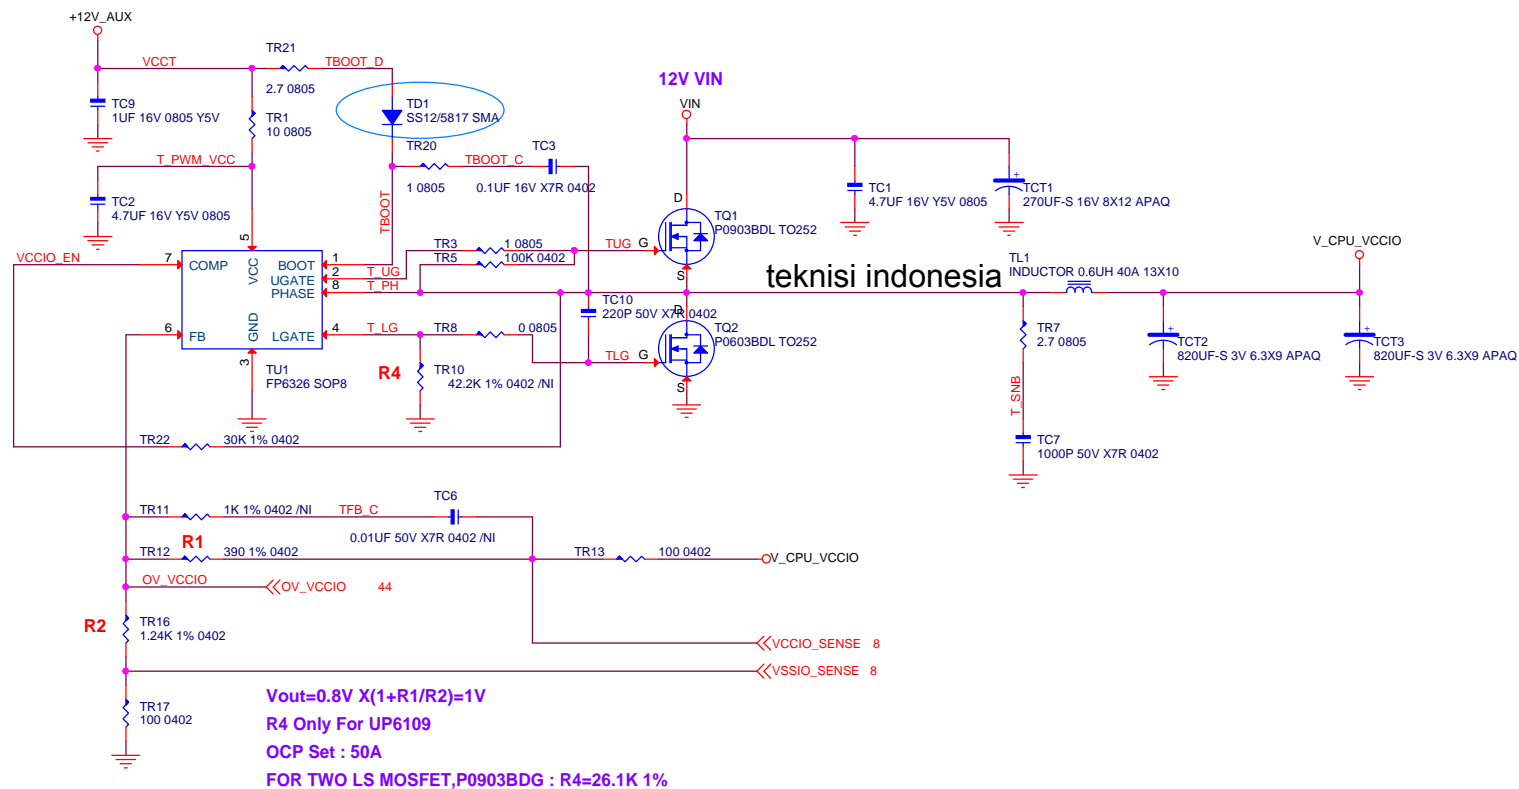 +12V_AUX
VCCT
TR21
2.7 0805
TBOOT_D
TC9
1UF 16V 0805 Y5V
TR1
10 0805
TD1
SS12/5817 SMA
12V VIN
VIN
T_PWM_VCC
TR20
1 0805
TBOOT_C
TC3
0.1UF 16V X7R 0402
TC2
4.7UF 16V Y5V 0805
TBOOT
TC1
4.7UF 16V Y5V 0805
+
TCT1
270UF-S 16V 8X12 APAQ
D
TQ1
P0903BDL TO252
G
S
VCCIO_EN
7
COMP
5
VCC
BOOT
1
UGATE
2
PHASE
8
T_UG
T_PH
TR3
1 0805
TR5
100K 0402
TUG
V_CPU_VCCIO
TL1
INDUCTOR 0.6UH 40A 13X10
teknisi indonesia
TC10
220P 50V X7R 0402
6
FB
GND
3
LGATE
4
T_LG
TR8
0 0805
TLG
G
D
TQ2
P0603BDL TO252
S
TU1
FP6326 SOP8
R4
TR10
42.2K 1% 0402 /NI
TR7
2.7 0805
+
TCT2
820UF-S 3V 6.3X9 APAQ
+
TCT3
820UF-S 3V 6.3X9 APAQ
T_SNB
TC7
1000P 50V X7R 0402
TR22
30K 1% 0402
TR11
1K 1% 0402 /NI
TFB_C
TC6
0.01UF 50V X7R 0402 /NI
R1
TR12
390 1% 0402
TR13
100 0402
V_CPU_VCCIO
OV_VCCIO
OV_VCCIO 44
R2
TR16
1.24K 1% 0402
VCCIO_SENSE 8
VSSIO_SENSE 8
TR17
100 0402
Vout=0.8V X(1+R1/R2)=1V
R4 Only For UP6109
OCP Set : 50A
FOR TWO LS MOSFET,P0903BDG : R4=26.1K 1%